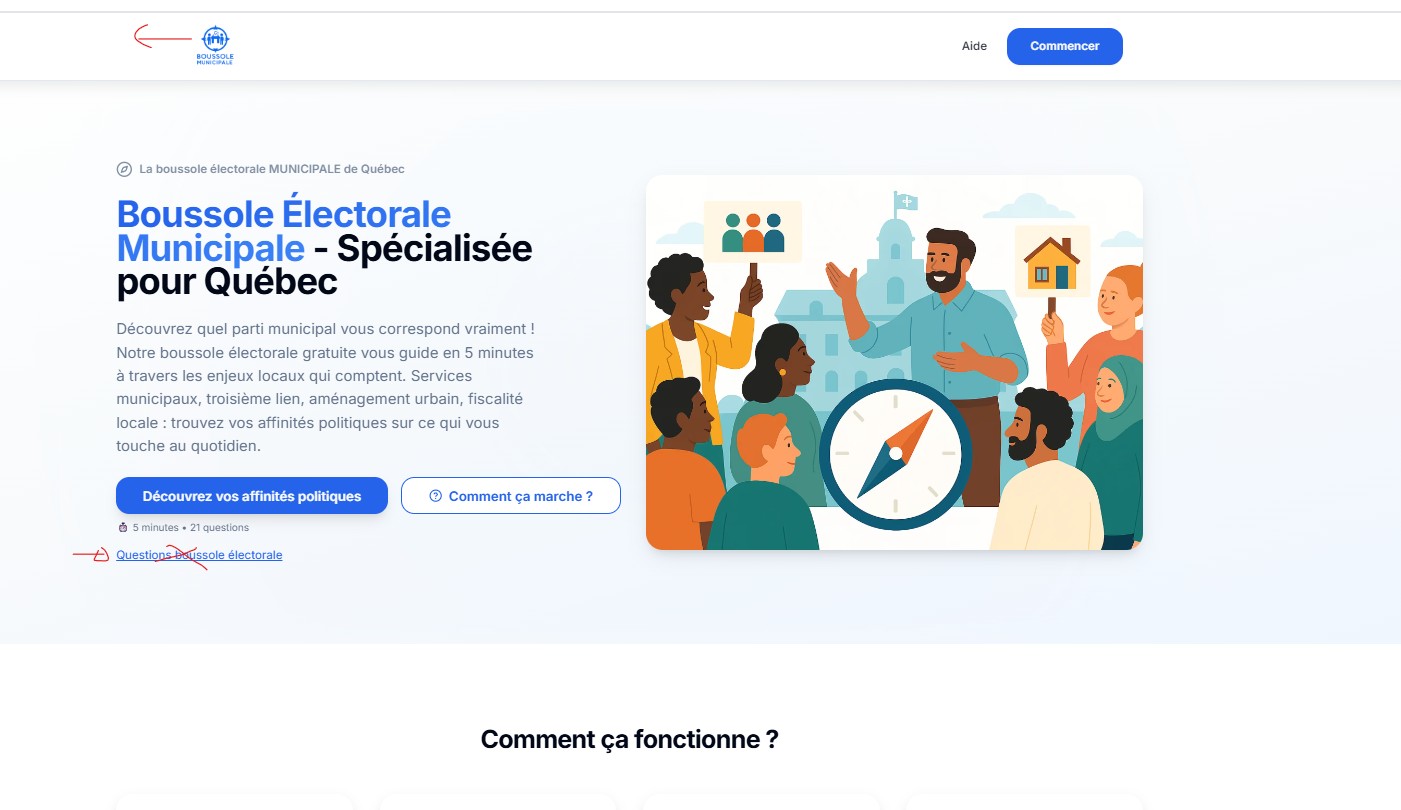 BOUSSOLE
MUNICIPALE
Aide
Commencer
La boussole électorale MUNICIPALE de Québec
Boussole Électorale
Municipale - Spécialisée
pour Québec
Découvrez quel parti municipal vous correspond vraiment !
Notre boussole électorale gratuite vous guide en 5 minutes
à travers les enjeux locaux qui comptent. Services
municipaux, troisième lien, aménagement urbain, fiscalité
locale : trouvez vos affinités politiques sur ce qui vous
touche au quotidien.
Découvrez vos affinités politiques
Comment ça marche ?
5 minutes • 21 questions
Questions boussole électorale
Comment ça fonctionne ?